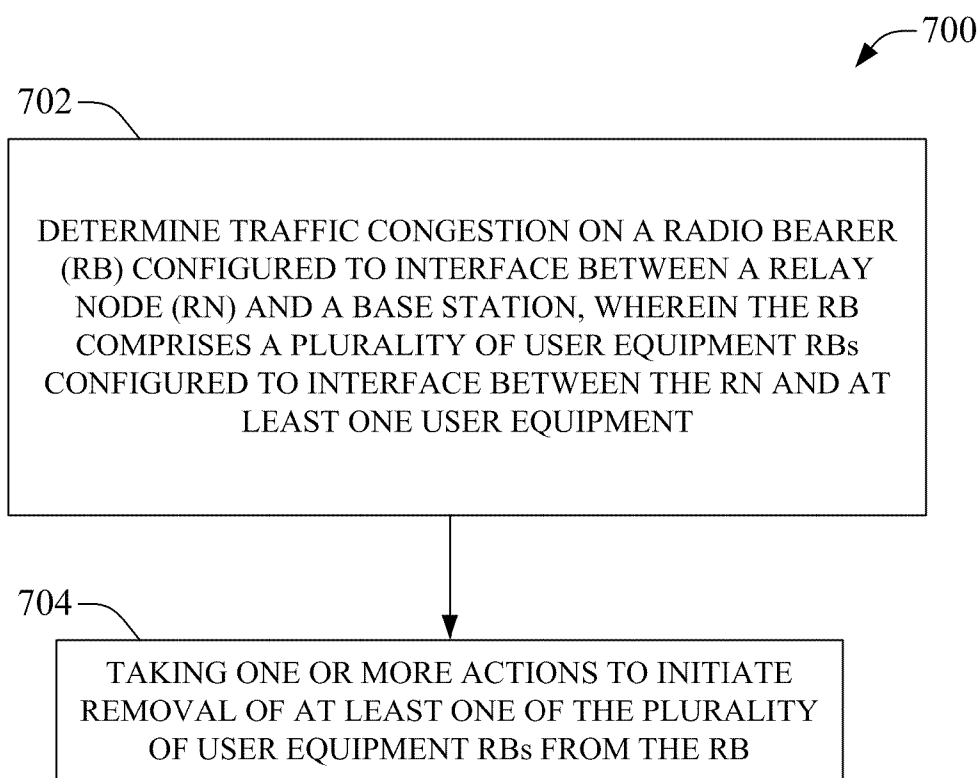 700
702
DETERMINE TRAFFIC CONGESTION ON A RADIO BEARER
(RB) CONFIGURED TO INTERFACE BETWEEN A RELAY
NODE (RN) AND A BASE STATION, WHEREIN THE RB
COMPRISES A PLURALITY OF USER EQUIPMENT RBs
CONFIGURED TO INTERFACE BETWEEN THE RN AND AT
LEAST ONE USER EQUIPMENT
704
TAKING ONE OR MORE ACTIONS TO INITIATE
REMOVAL OF AT LEAST ONE OF THE PLURALITY
OF USER EQUIPMENT RBs FROM THE RB